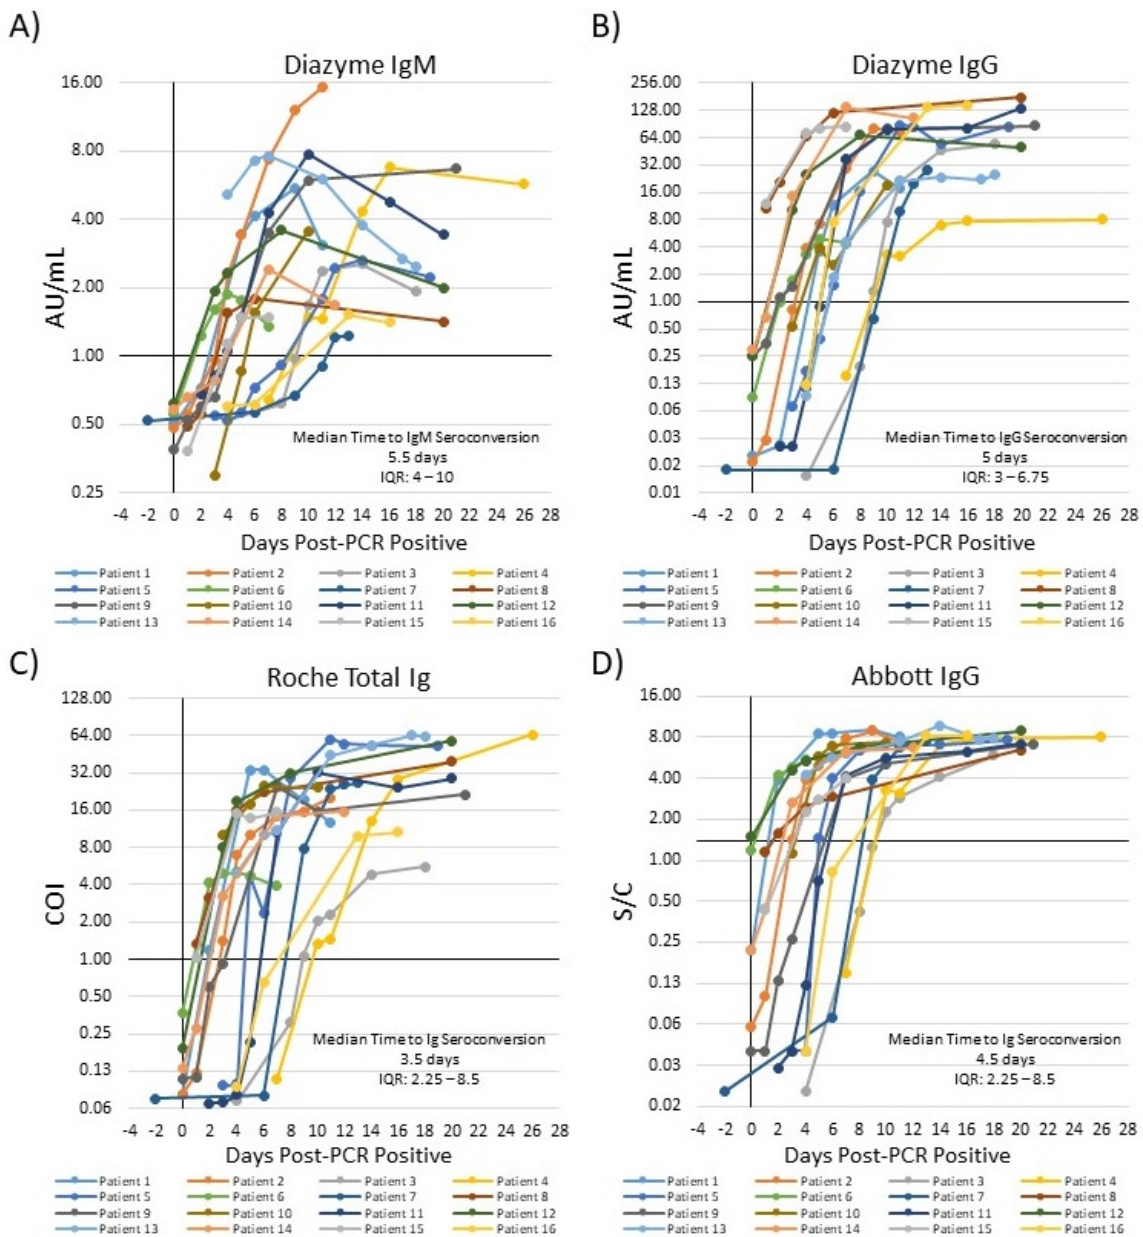 A)
Diazyme IgM
16.00
8.00
4.00
2.00
1.00
0.50
0.25
AU/mL
Median Time to IgM Seroconversion
5.5 days
IQR: 4 – 10
-4 -2 0 2 4 6 8 10 12 14 16 18 20 22 24 26 28
Days Post-PCR Positive
Patient 1 Patient 2 Patient 3 Patient 4
Patient 5 Patient 6 Patient 7 Patient 8
Patient 9 Patient 10 Patient 11 Patient 12
Patient 13 Patient 14 Patient 15 Patient 16
B)
Diazyme IgG
256.00
128.00
64.00
32.00
16.00
8.00
4.00
2.00
1.00
0.50
0.25
0.13
0.06
0.03
0.02
0.01
AU/mL
Median Time to IgG Seroconversion
5 days
IQR: 3 – 6.75
-4 -2 0 2 4 6 8 10 12 14 16 18 20 22 24 26 28
Days Post-PCR Positive
Patient 1 Patient 2 Patient 3 Patient 4
Patient 5 Patient 6 Patient 7 Patient 8
Patient 9 Patient 10 Patient 11 Patient 12
Patient 13 Patient 14 Patient 15 Patient 16
C)
Roche Total Ig
128.00
64.00
32.00
16.00
8.00
4.00
2.00
1.00
0.50
0.25
0.13
0.06
COI
Median Time to Ig Seroconversion
3.5 days
IQR: 2.25 – 8.5
-4 -2 0 2 4 6 8 10 12 14 16 18 20 22 24 26 28
Days Post-PCR Positive
Patient 1 Patient 2 Patient 3 Patient 4
Patient 5 Patient 6 Patient 7 Patient 8
Patient 9 Patient 10 Patient 11 Patient 12
Patient 13 Patient 14 Patient 15 Patient 16
D)
Abbott IgG
16.00
8.00
4.00
2.00
1.00
0.50
0.25
0.13
0.06
0.03
0.02
S/C
Median Time to Ig Seroconversion
4.5 days
IQR: 2.25 – 8.5
-4 -2 0 2 4 6 8 10 12 14 16 18 20 22 24 26 28
Days Post-PCR Positive
Patient 1 Patient 2 Patient 3 Patient 4
Patient 5 Patient 6 Patient 7 Patient 8
Patient 9 Patient 10 Patient 11 Patient 12
Patient 13 Patient 14 Patient 15 Patient 16